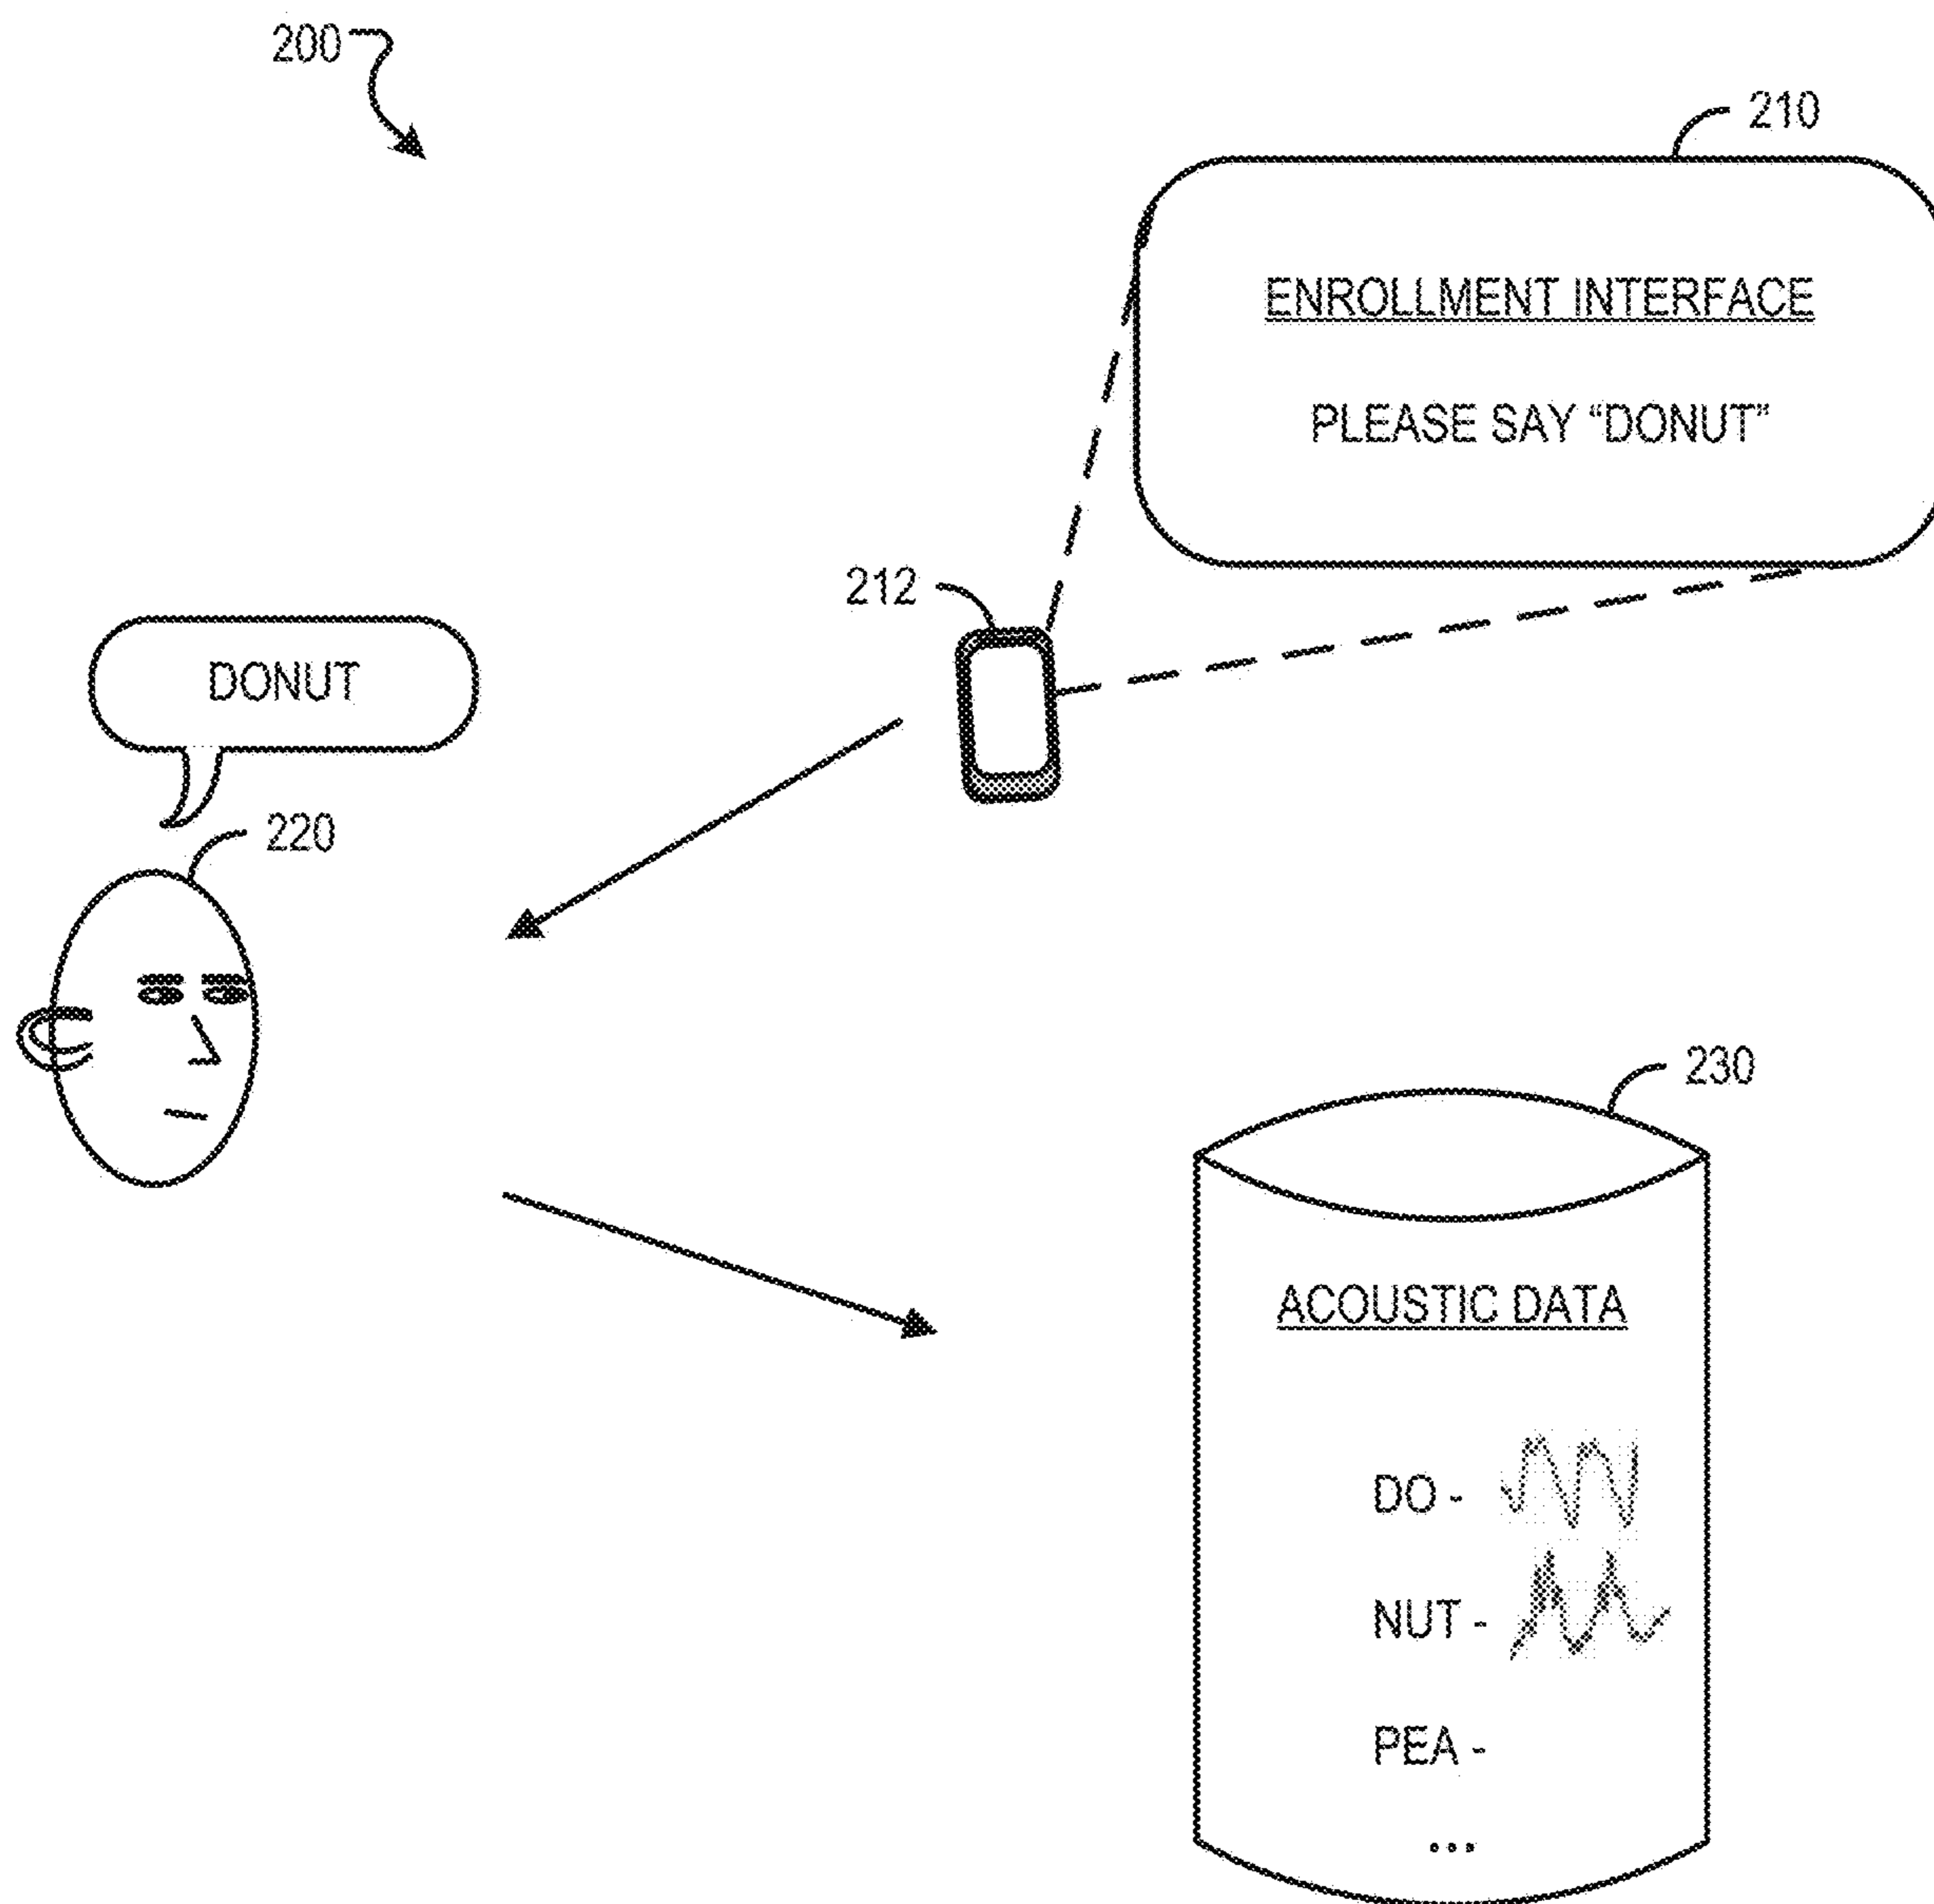 200
210
ENROLLMENT INTERFACE
PLEASE SAY “DONUT”
212
DONUT
220
230
ACOUSTIC DATA
DO -
NUT -
PEA -
...